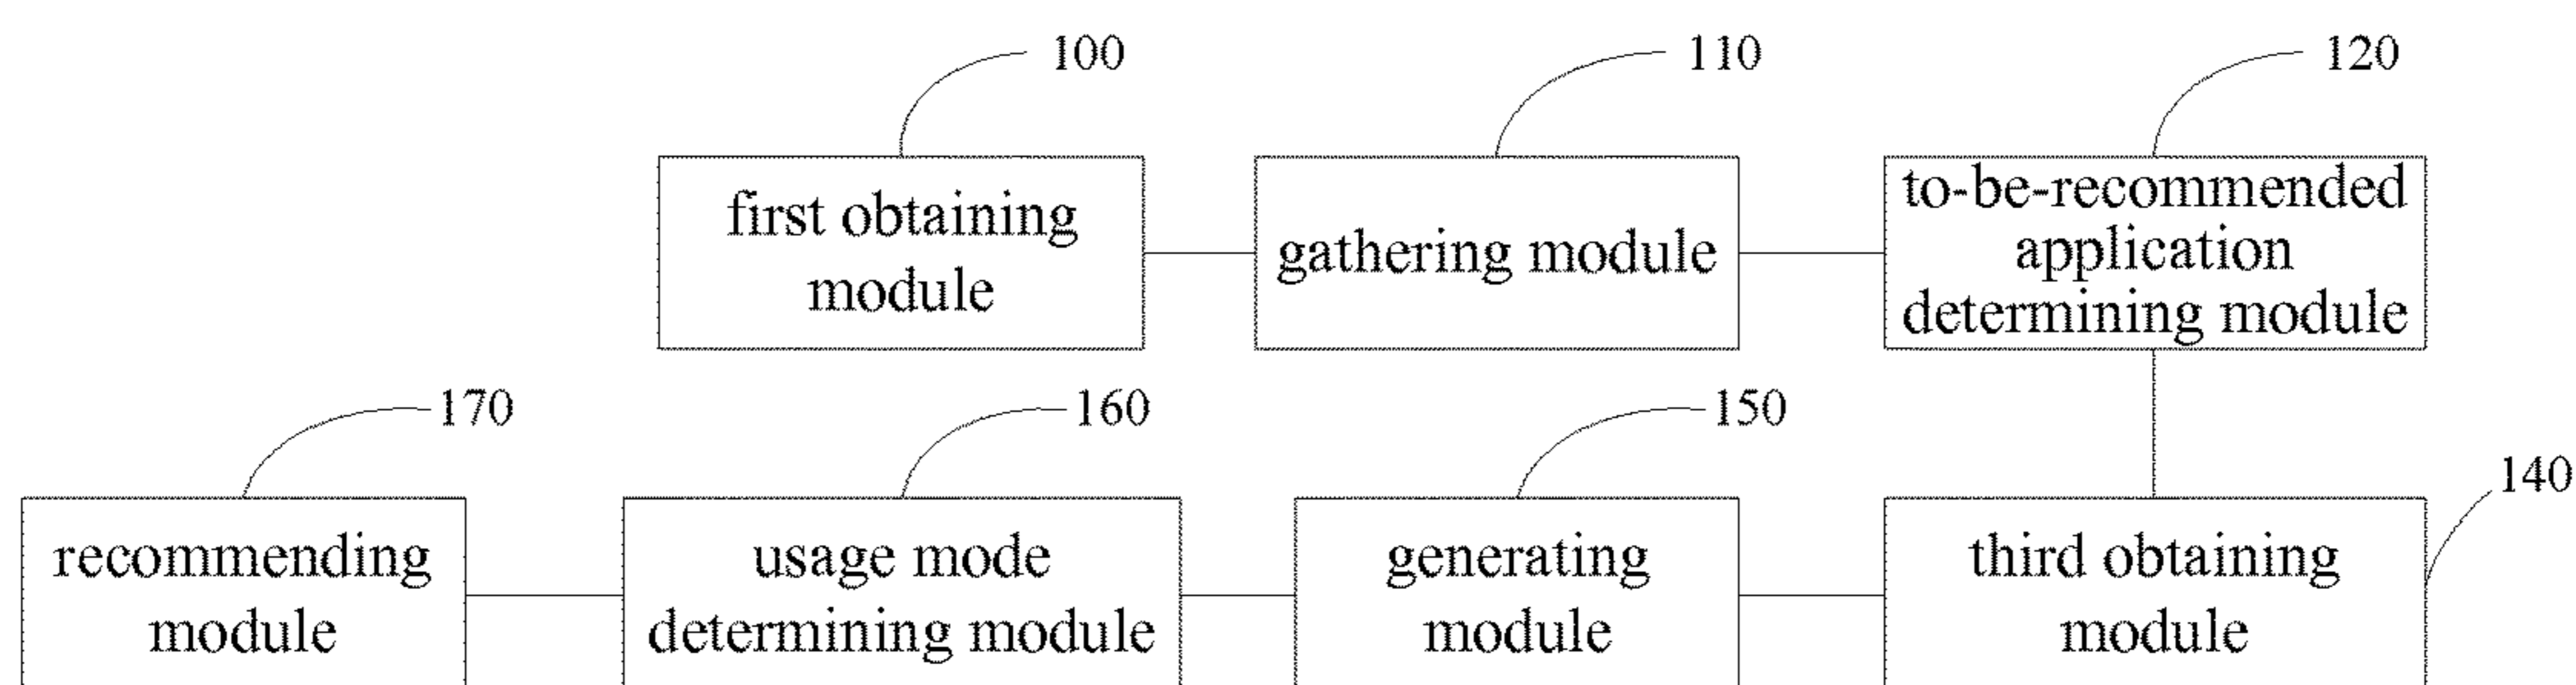 100
110
120
first obtaining
module
gathering module
to-be-recommended
application
determining module
170
160
150
140
recommending
module
usage mode
determining module
generating
module
third obtaining
module